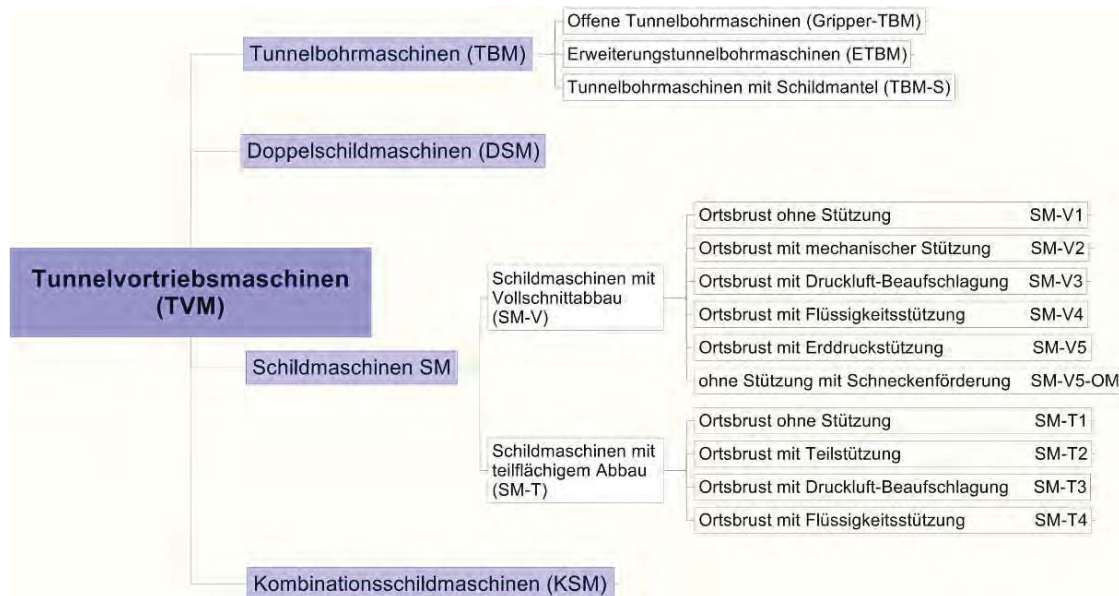 Tunnelvortriebsmaschinen
(TVM)
Tunnelbohrmaschinen (TBM)
Offene Tunnelbohrmaschinen (Gripper-TBM)
Erweiterungstunnelbohrmaschinen (ETBM)
Tunnelbohrmaschinen mit Schildmantel (TBM-S)
Doppelschildmaschinen (DSM)
Schildmaschinen SM
Schildmaschinen mit
Vollschnittabbau
(SM-V)
Ortsbrust ohne Stützung SM-V1
Ortsbrust mit mechanischer Stützung SM-V2
Ortsbrust mit Druckluft-Beaufschlagung SM-V3
Ortsbrust mit Flüssigkeitsstützung SM-V4
Ortsbrust mit Erddruckstützung SM-V5
ohne Stützung mit Schneckenförderung SM-V5-OM
Schildmaschinen mit
teilflächigem Abbau
(SM-T)
Ortsbrust ohne Stützung SM-T1
Ortsbrust mit Teilstützung SM-T2
Ortsbrust mit Druckluft-Beaufschlagung SM-T3
Ortsbrust mit Flüssigkeitsstützung SM-T4
Kombinationsschildmaschinen (KSM)